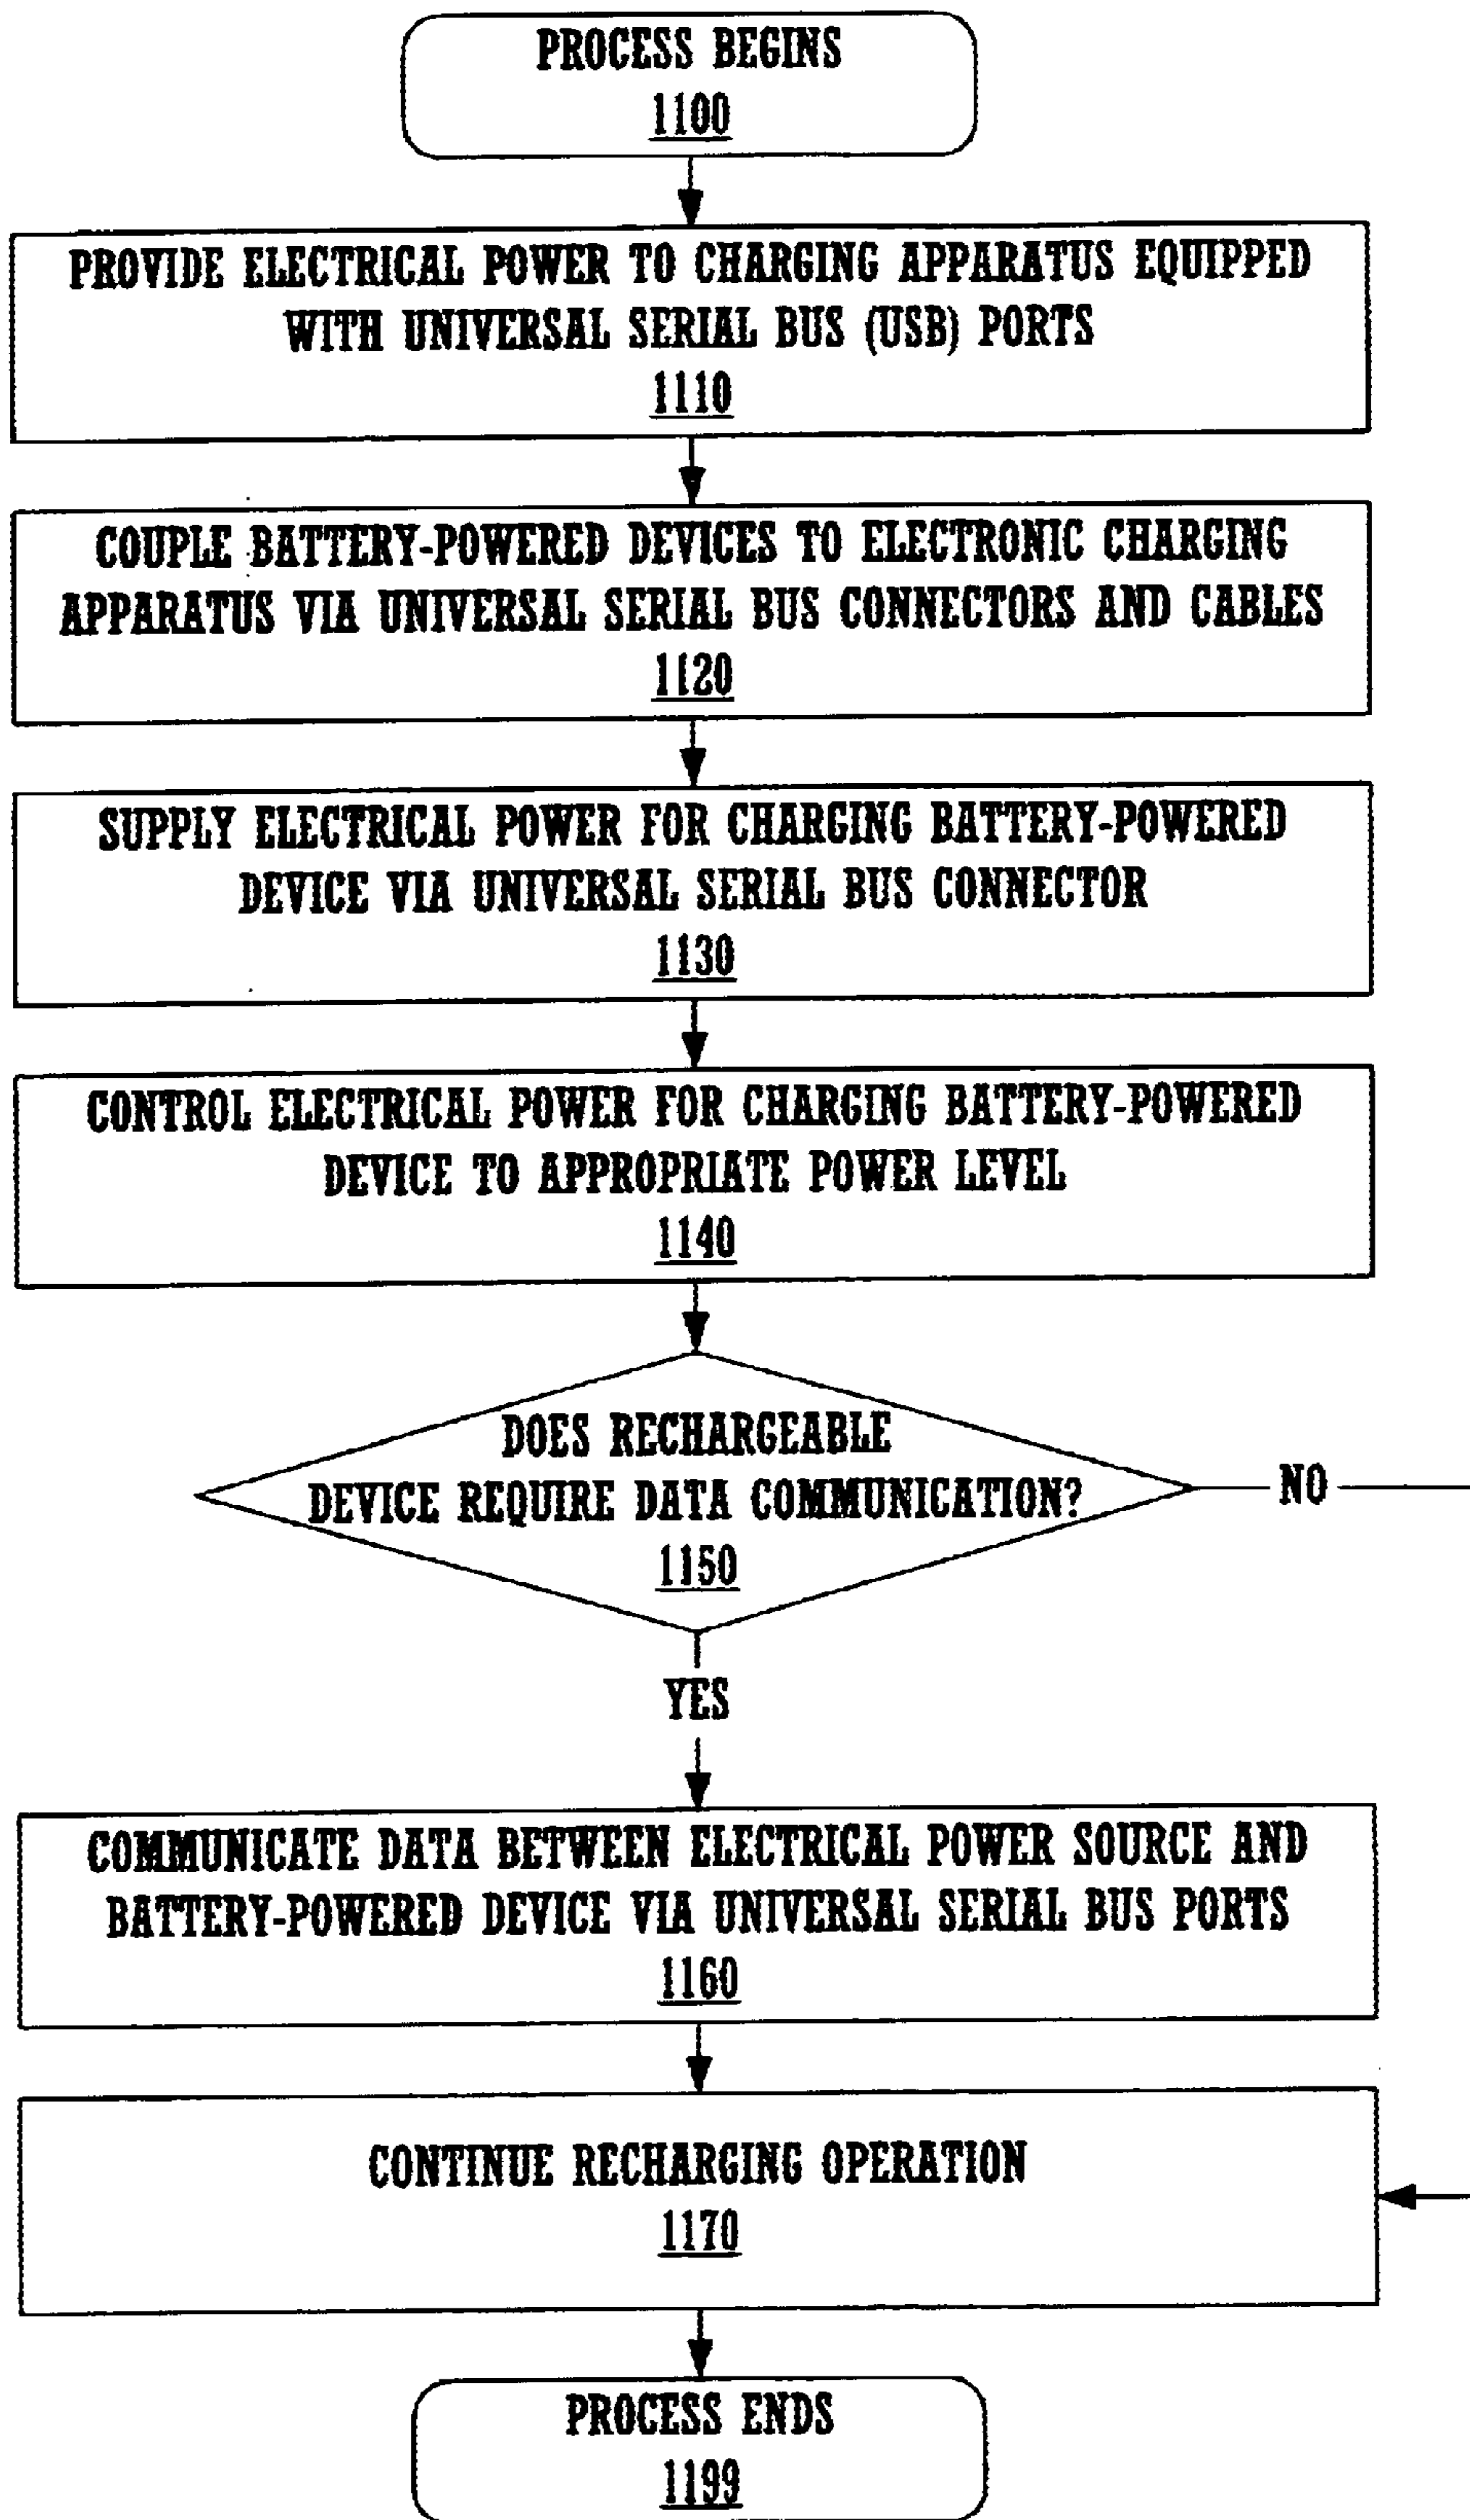 PROCESS BEGINS
1100
PROVIDE ELECTRICAL POWER TO CHARGING APPARATUS EQUIPPED
WITH UNIVERSAL SERIAL BUS (USB) PORTS
1110
COUPLE BATTERY-POWERED DEVICES TO ELECTRONIC CHARGING
APPARATUS VIA UNIVERSAL SERIAL BUS CONNECTORS AND CABLES
1120
SUPPLY ELECTRICAL POWER FOR CHARGING BATTERY-POWERED
DEVICE VIA UNIVERSAL SERIAL BUS CONNECTOR
1130
CONTROL ELECTRICAL POWER FOR CHARGING BATTERY-POWERED
DEVICE TO APPROPRIATE POWER LEVEL
1140
DOES RECHARGEABLE
DEVICE REQUIRE DATA COMMUNICATION?
1150
NO
YES
COMMUNICATE DATA BETWEEN ELECTRICAL POWER SOURCE AND
BATTERY-POWERED DEVICE VIA UNIVERSAL SERIAL BUS PORTS
1160
CONTINUE RECHARGING OPERATION
1170
PROCESS ENDS
1199